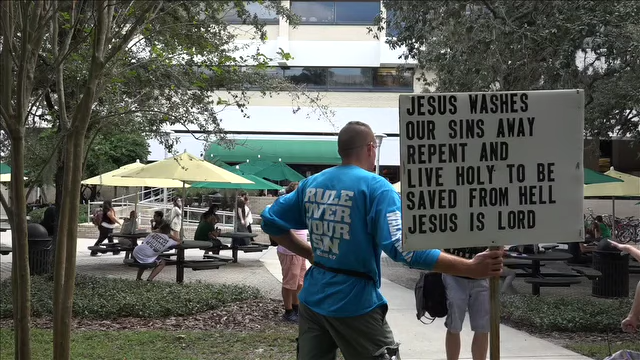 JESUS WASHES
OUR SINS AWAY
REPENT AND
LIVE HOLY TO BE
SAVED FROM HELL
JESUS IS LORD
RULE
OVER
YOUR
SIN